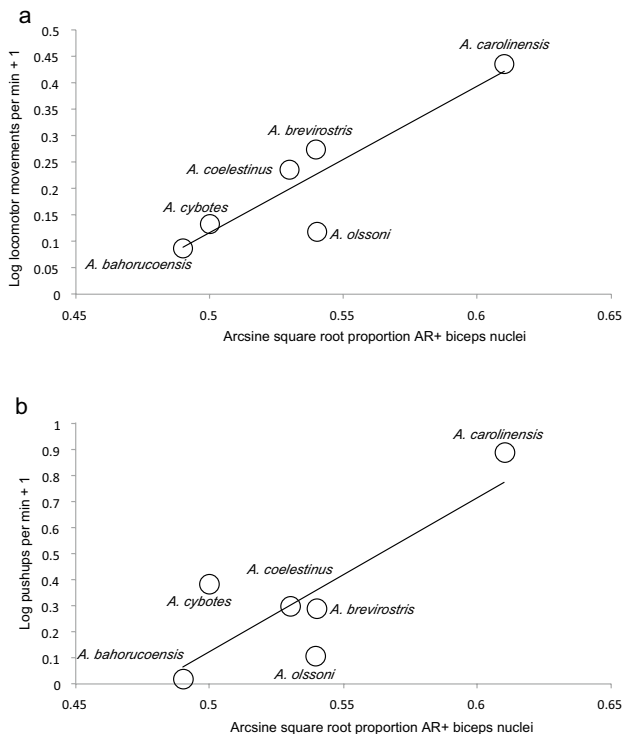 a
Log locomotor movements per min + 1
0.5
0.45
0.4
0.35
0.3
0.25
0.2
0.15
0.1
0.05
0
A. carolinensis
A. brevirostris
A. coelestinus
A. cybotes
A. olssoni
A. bahorucoensis
0.45
0.5
0.55
0.6
0.65
Arcsine square root proportion AR+ biceps nuclei
b
Log pushups per min + 1
1
0.9
0.8
0.7
0.6
0.5
0.4
0.3
0.2
0.1
0
A. carolinensis
A. coelestinus
A. cybotes
A. brevirostris
A. bahorucoensis
A. olssoni
0.45
0.5
0.55
0.6
0.65
Arcsine square root proportion AR+ biceps nuclei